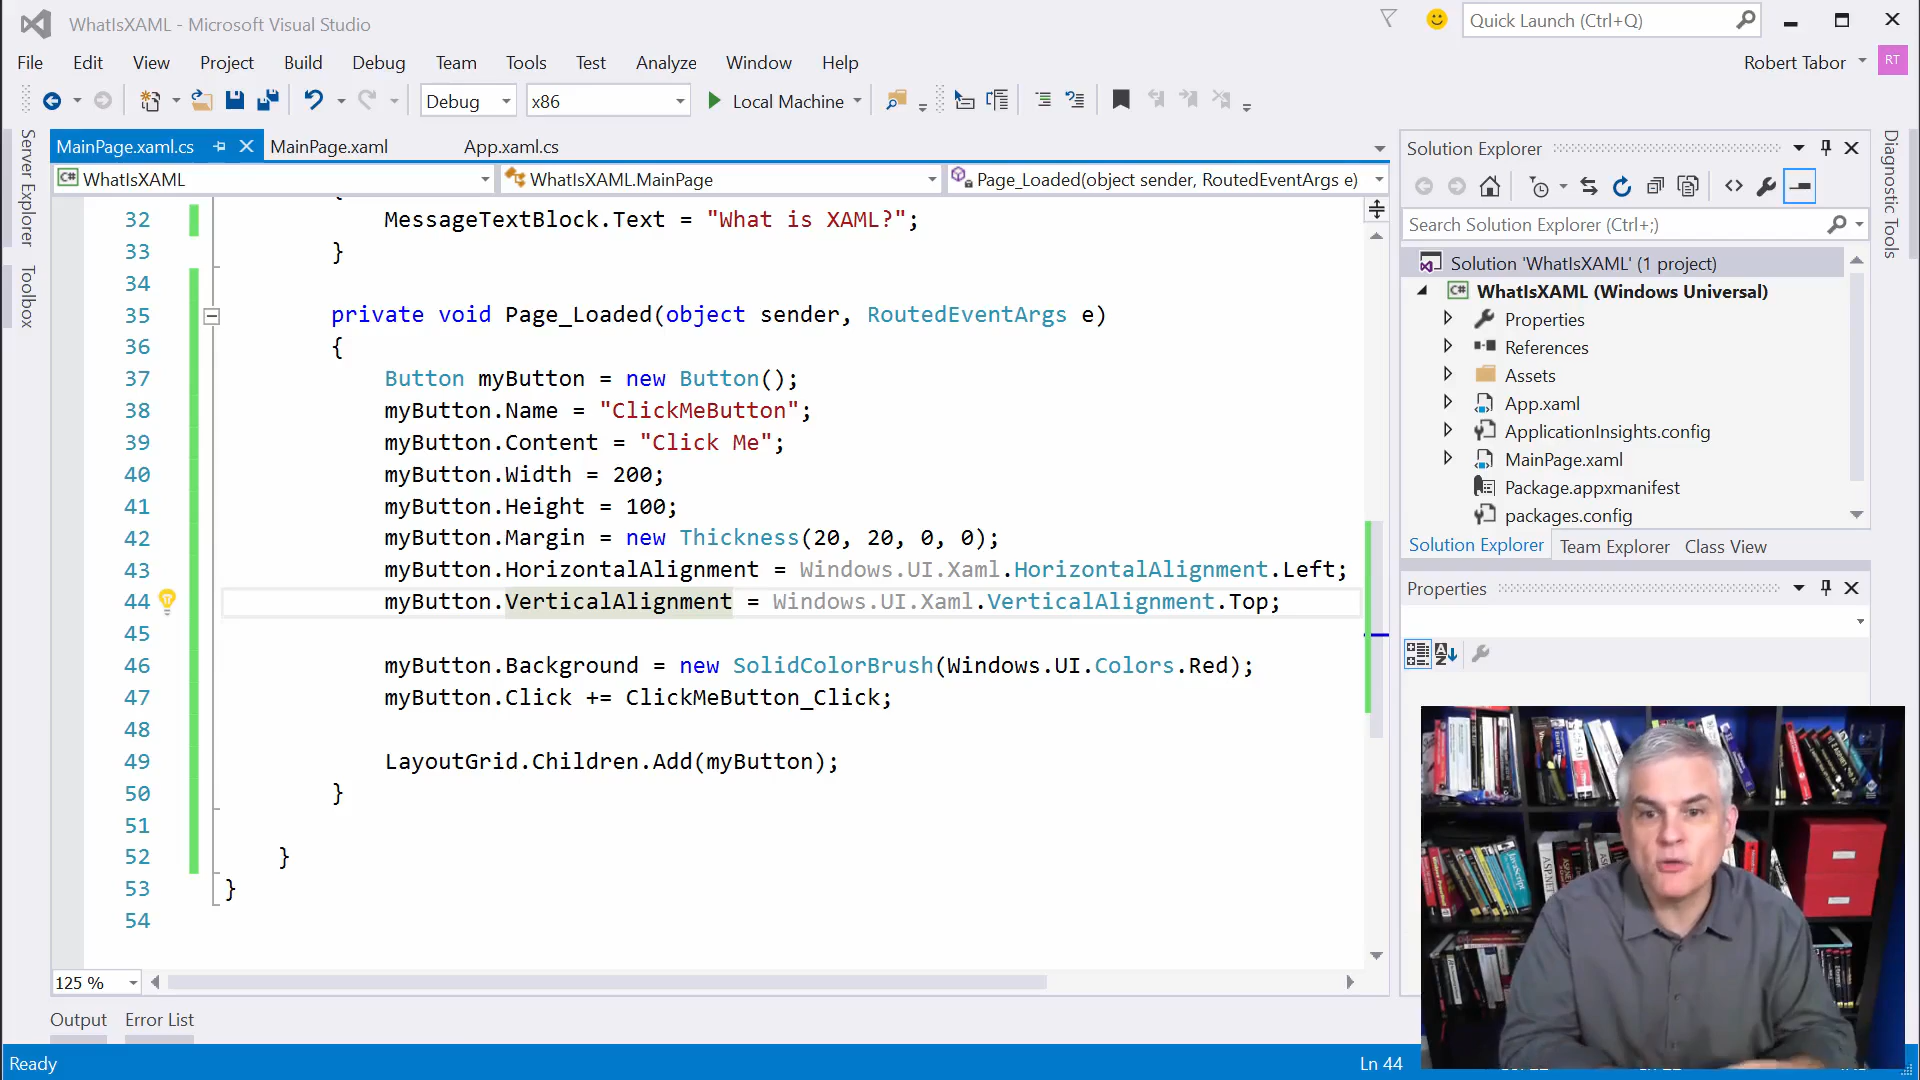 WhatIsXAML - Microsoft Visual Studio
Quick Launch (Ctrl+Q)
File Edit View Project Build Debug Team Tools Test Analyze Window Help
Robert Tabor RT
Debug x86 Local Machine
Server Explorer
Toolbox
MainPage.xaml.cs MainPage.xaml App.xaml.cs
C# WhatIsXAML WhatIsXAML.MainPage Page_Loaded(object sender, RoutedEventArgs e)
32 MessageTextBlock.Text = "What is XAML?";
33 }
34
35 private void Page_Loaded(object sender, RoutedEventArgs e)
36 {
37 Button myButton = new Button();
38 myButton.Name = "ClickMeButton";
39 myButton.Content = "Click Me";
40 myButton.Width = 200;
41 myButton.Height = 100;
42 myButton.Margin = new Thickness(20, 20, 0, 0);
43 myButton.HorizontalAlignment = Windows.UI.Xaml.HorizontalAlignment.Left;
44 myButton.VerticalAlignment = Windows.UI.Xaml.VerticalAlignment.Top;
45
46 myButton.Background = new SolidColorBrush(Windows.UI.Colors.Red);
47 myButton.Click += ClickMeButton_Click;
48
49 LayoutGrid.Children.Add(myButton);
50 }
51
52 }
53 }
54
125 %
Output Error List
Ready
Ln 44
Solution Explorer
Search Solution Explorer (Ctrl+;)
Solution 'WhatIsXAML' (1 project)
C# WhatIsXAML (Windows Universal)
Properties
References
Assets
App.xaml
ApplicationInsights.config
MainPage.xaml
Package.appxmanifest
packages.config
Solution Explorer Team Explorer Class View
Properties
Diagnostic Tools